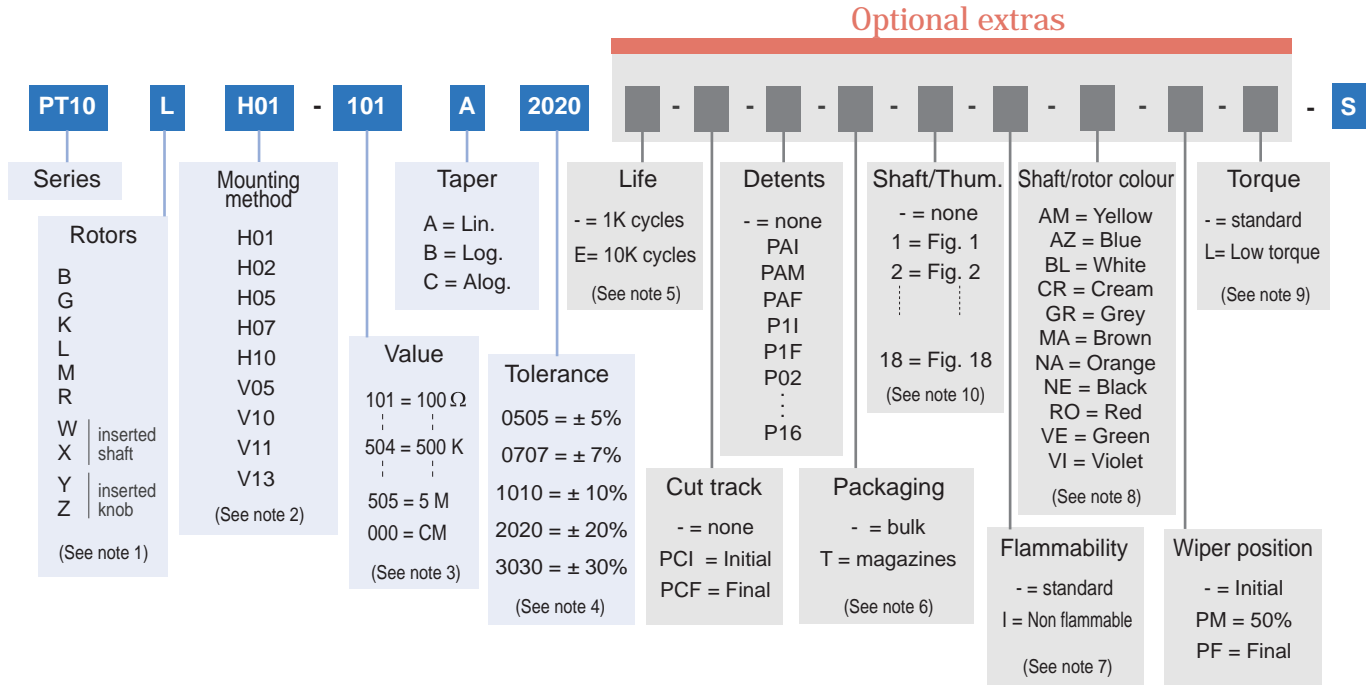 Optional extras
PT10 L H01 - 101 A 2020 - - - - - - - - - S
Series
Rotors
B
G
K
L
M
R
W
X
inserted
shaft
Y
Z
inserted
knob
(See note 1)
Mounting
method
H01
H02
H05
H07
H10
V05
V10
V11
V13
(See note 2)
Value
101 = 100 Ω
504 = 500 K
505 = 5 M
000 = CM
(See note 3)
Taper
A = Lin.
B = Log.
C = Alog.
Tolerance
0505 = ± 5%
0707 = ± 7%
1010 = ± 10%
2020 = ± 20%
3030 = ± 30%
(See note 4)
Life
- = 1K cycles
E= 10K cycles
(See note 5)
Cut track
- = none
PCI = Initial
PCF = Final
Detents
- = none
PAI
PAM
PAF
P1I
P1F
P02
P16
Packaging
- = bulk
T = magazines
(See note 6)
Shaft/Thum.
- = none
1 = Fig. 1
2 = Fig. 2
18 = Fig. 18
(See note 10)
Flammability
- = standard
I = Non flammable
(See note 7)
Shaft/rotor colour
AM = Yellow
AZ = Blue
BL = White
CR = Cream
GR = Grey
MA = Brown
NA = Orange
NE = Black
RO = Red
VE = Green
VI = Violet
(See note 8)
Wiper position
- = Initial
PM = 50%
PF = Final
Torque
- = standard
L= Low torque
(See note 9)